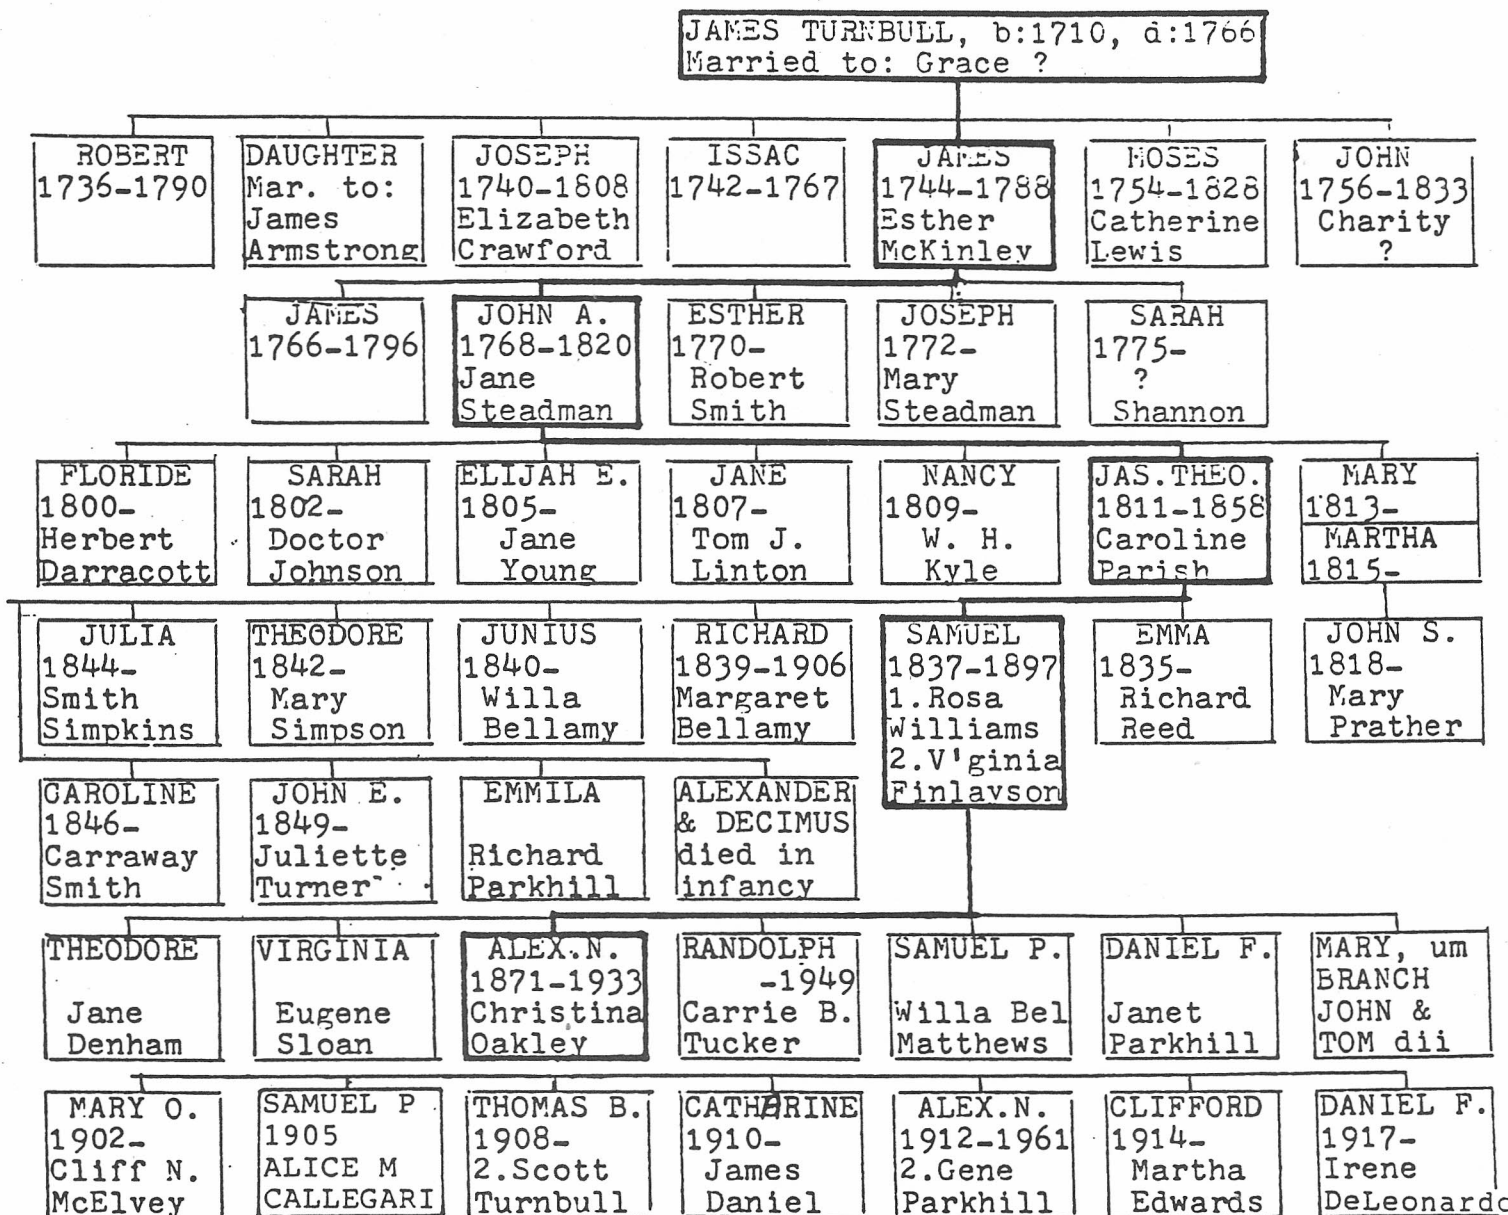 JAMES TURNBULL, b:1710, d:1766
Married to: Grace ?
ROBERT
1736-1790
DAUGHTER
Mar. to:
James
Armstrong
JOSEPH
1740-1808
Elizabeth
Crawford
ISSAC
1742-1767
JAMES
1744-1788
Esther
McKinley
MOSES
1754-1828
Catherine
Lewis
JOHN
1756-1833
Charity
?
JAMES
1766-1796
JOHN A.
1768-1820
Jane
Steadman
ESTHER
1770-
Robert
Smith
JOSEPH
1772-
Mary
Steadman
SARAH
1775-
?
Shannon
FLORIDE
1800-
Herbert
Darracott
SARAH
1802-
Doctor
Johnson
ELIJAH E.
1805-
Jane
Young
JANE
1807-
Tom J.
Linton
NANCY
1809-
W. H.
Kyle
JAS.THEO.
1811-1858
Caroline
Parish
MARY
1813-
MARTHA
1815-
JULIA
1844-
Smith
Simpkins
THEODORE
1842-
Mary
Simpson
JUNIUS
1840-
Willa
Bellamy
RICHARD
1839-1906
Margaret
Bellamy
SAMUEL
1837-1897
1.Rosa
Williams
2.V'ginia
Finlayson
EMMA
1835-
Richard
Reed
JOHN S.
1818-
Mary
Prather
CAROLINE
1846-
Carraway
Smith
JOHN E.
1849-
Juliette
Turner
EMMILA
Richard
Parkhill
ALEXANDER
& DECIMUS
died in
infancy
THEODORE
Jane
Denham
VIRGINIA
Eugene
Sloan
ALEX.N.
1871-1933
Christina
Oakley
RANDOLPH
-1949
Carrie B.
Tucker
SAMUEL P.
Willa Bel
Matthews
DANIEL F.
Janet
Parkhill
MARY, um
BRANCH
JOHN &
TOM dii
MARY O.
1902-
Cliff N.
McElvey
SAMUEL P
1905
ALICE M
CALLEGARI
THOMAS B.
1908-
2.Scott
Turnbull
CATHERINE
1910-
James
Daniel
ALEX.N.
1912-1961
2.Gene
Parkhill
CLIFFORD
1914-
Martha
Edwards
DANIEL F.
1917-
Irene
DeLeonardo